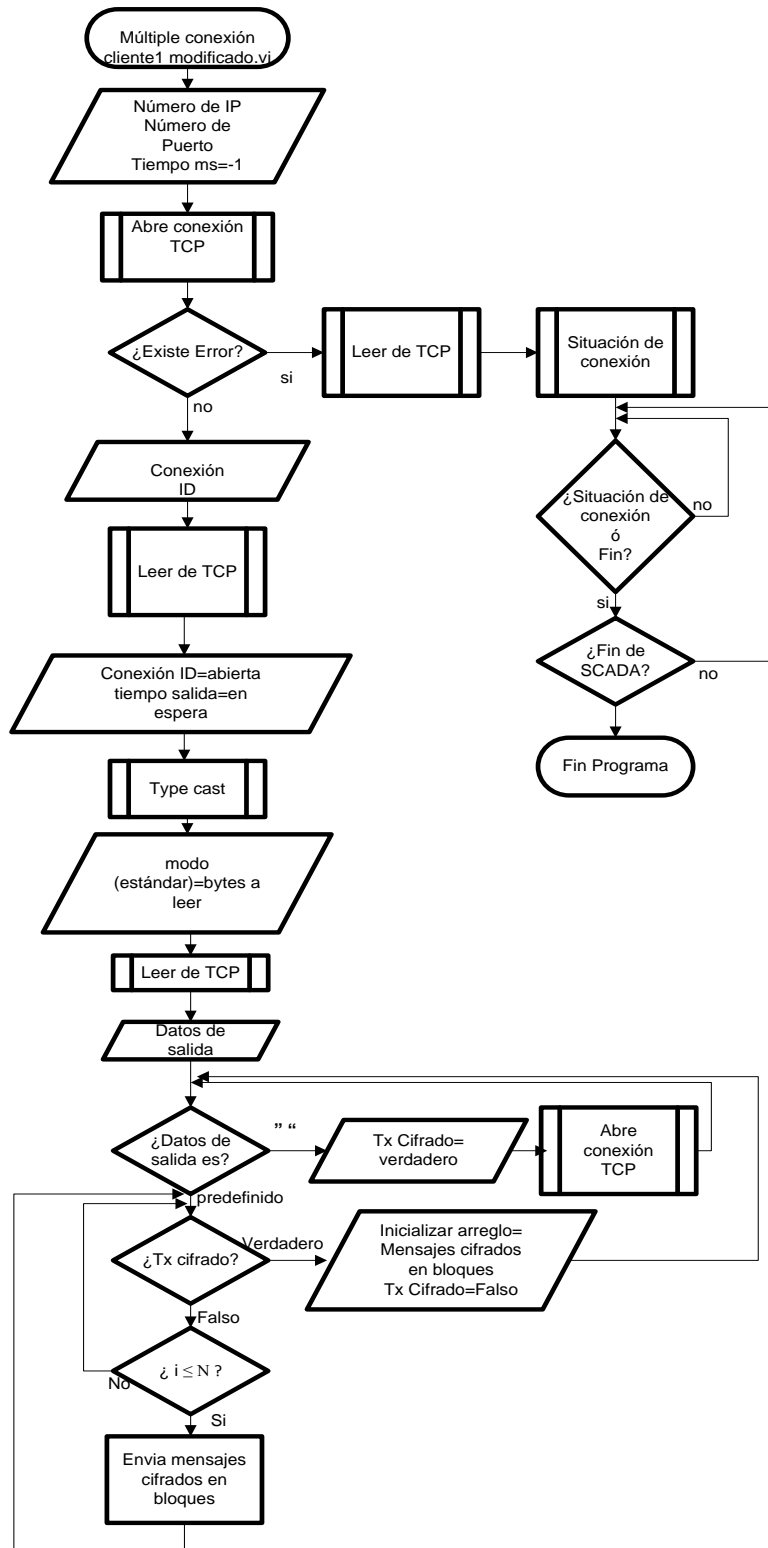 Múltiple conexión
cliente1 modificado.vi
Número de IP
Número de
Puerto
Tiempo ms=-1
Abre conexión
TCP
¿Existe Error?
si
no
Leer de TCP
Situación de
conexión
¿Situación de
conexión
ó
Fin?
no
si
¿Fin de
SCADA?
no
Fin Programa
Conexión
ID
Leer de TCP
Conexión ID=abierta
tiempo salida=en
espera
Type cast
modo
(estándar)=bytes a
leer
Leer de TCP
Datos de
salida
¿Datos de
salida es?
” “
Tx Cifrado=
verdadero
Abre
conexión
TCP
predefinido
¿Tx cifrado?
Verdadero
Inicializar arreglo=
Mensajes cifrados
en bloques
Tx Cifrado=Falso
Falso
¿ i ≤ N ?
No
Si
Envia mensajes
cifrados en
bloques